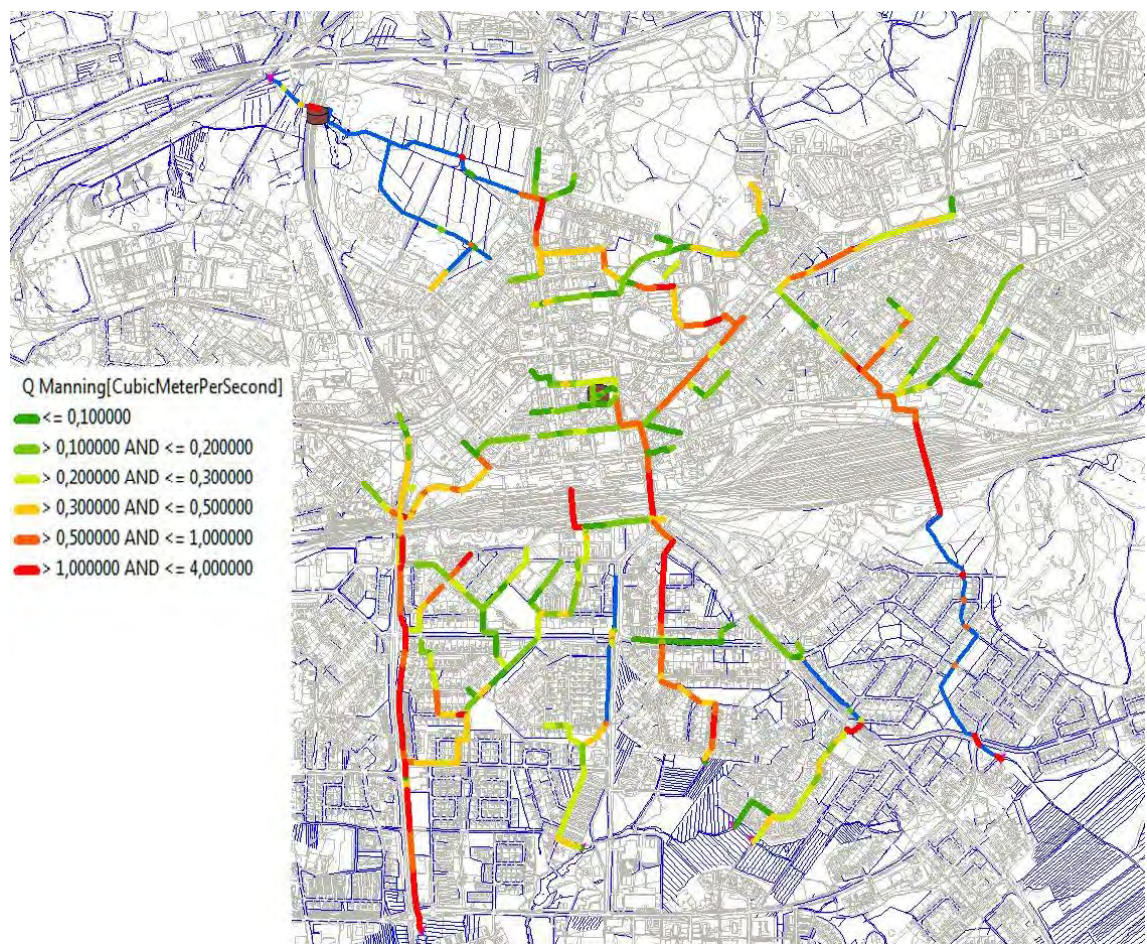 Q Manning[CubicMeterPerSecond]
<= 0,100000
> 0,100000 AND <= 0,200000
> 0,200000 AND <= 0,300000
> 0,300000 AND <= 0,500000
> 0,500000 AND <= 1,000000
> 1,000000 AND <= 4,000000